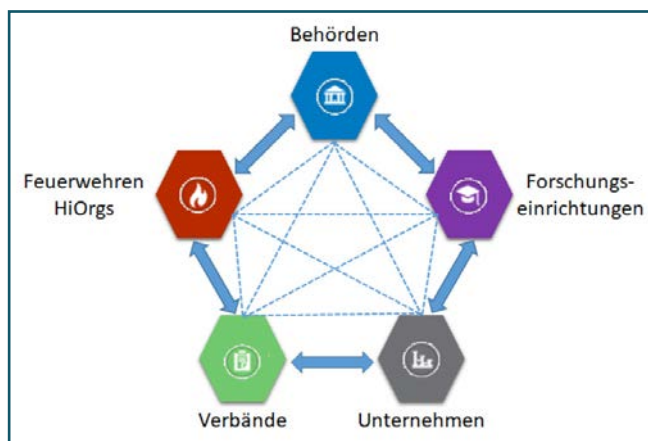 Behörden
Feuerwehren
HiOrgs
Forschungs-
einrichtungen
Verbände
Unternehmen